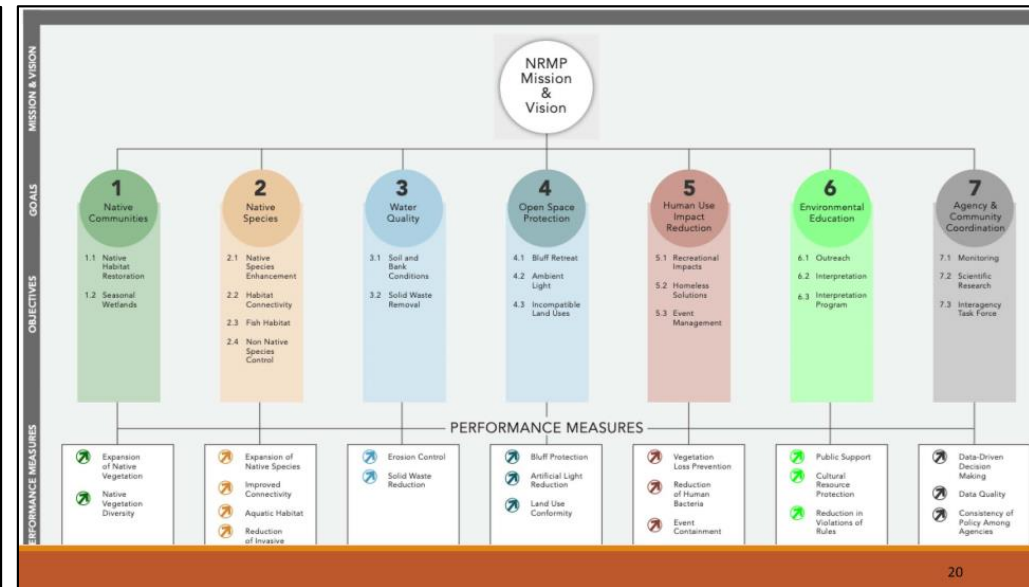 MISSION & VISION
NRMP
Mission
&
Vision
GOALS
1
Native
Communities
2
Native
Species
3
Water
Quality
4
Open Space
Protection
5
Human Use
Impact
Reduction
6
Environmental
Education
7
Agency &
Community
Coordination
OBJECTIVES
1.1 Native
Habitat
Restoration
1.2 Seasonal
Wetlands
2.1 Native
Species
Enhancement
2.2 Habitat
Connectivity
2.3 Fish Habitat
2.4 Non Native
Species
Control
3.1 Soil and
Bank
Conditions
3.2 Solid Waste
Removal
4.1 Bluff Retreat
4.2 Ambient
Light
4.3 Incompatible
Land Uses
5.1 Recreational
Impacts
5.2 Homeless
Solutions
5.3 Event
Management
6.1 Outreach
6.2 Interpretation
6.3 Interpretation
Program
7.1 Monitoring
7.2 Scientific
Research
7.3 Interagency
Task Force
PERFORMANCE MEASURES
PERFORMANCE MEASURES
Expansion
of Native
Vegetation
Native
Vegetation
Diversity
Expansion of
Native Species
Improved
Connectivity
Aquatic Habitat
Reduction
of Invasive
Erosion Control
Solid Waste
Reduction
Bluff Protection
Artificial Light
Reduction
Land Use
Conformity
Vegetation
Loss Prevention
Reduction
of Human
Bacteria
Event
Containment
Public Support
Cultural
Resource
Protection
Reduction in
Violations of
Rules
Data-Driven
Decision
Making
Data Quality
Consistency of
Policy Among
Agencies
20